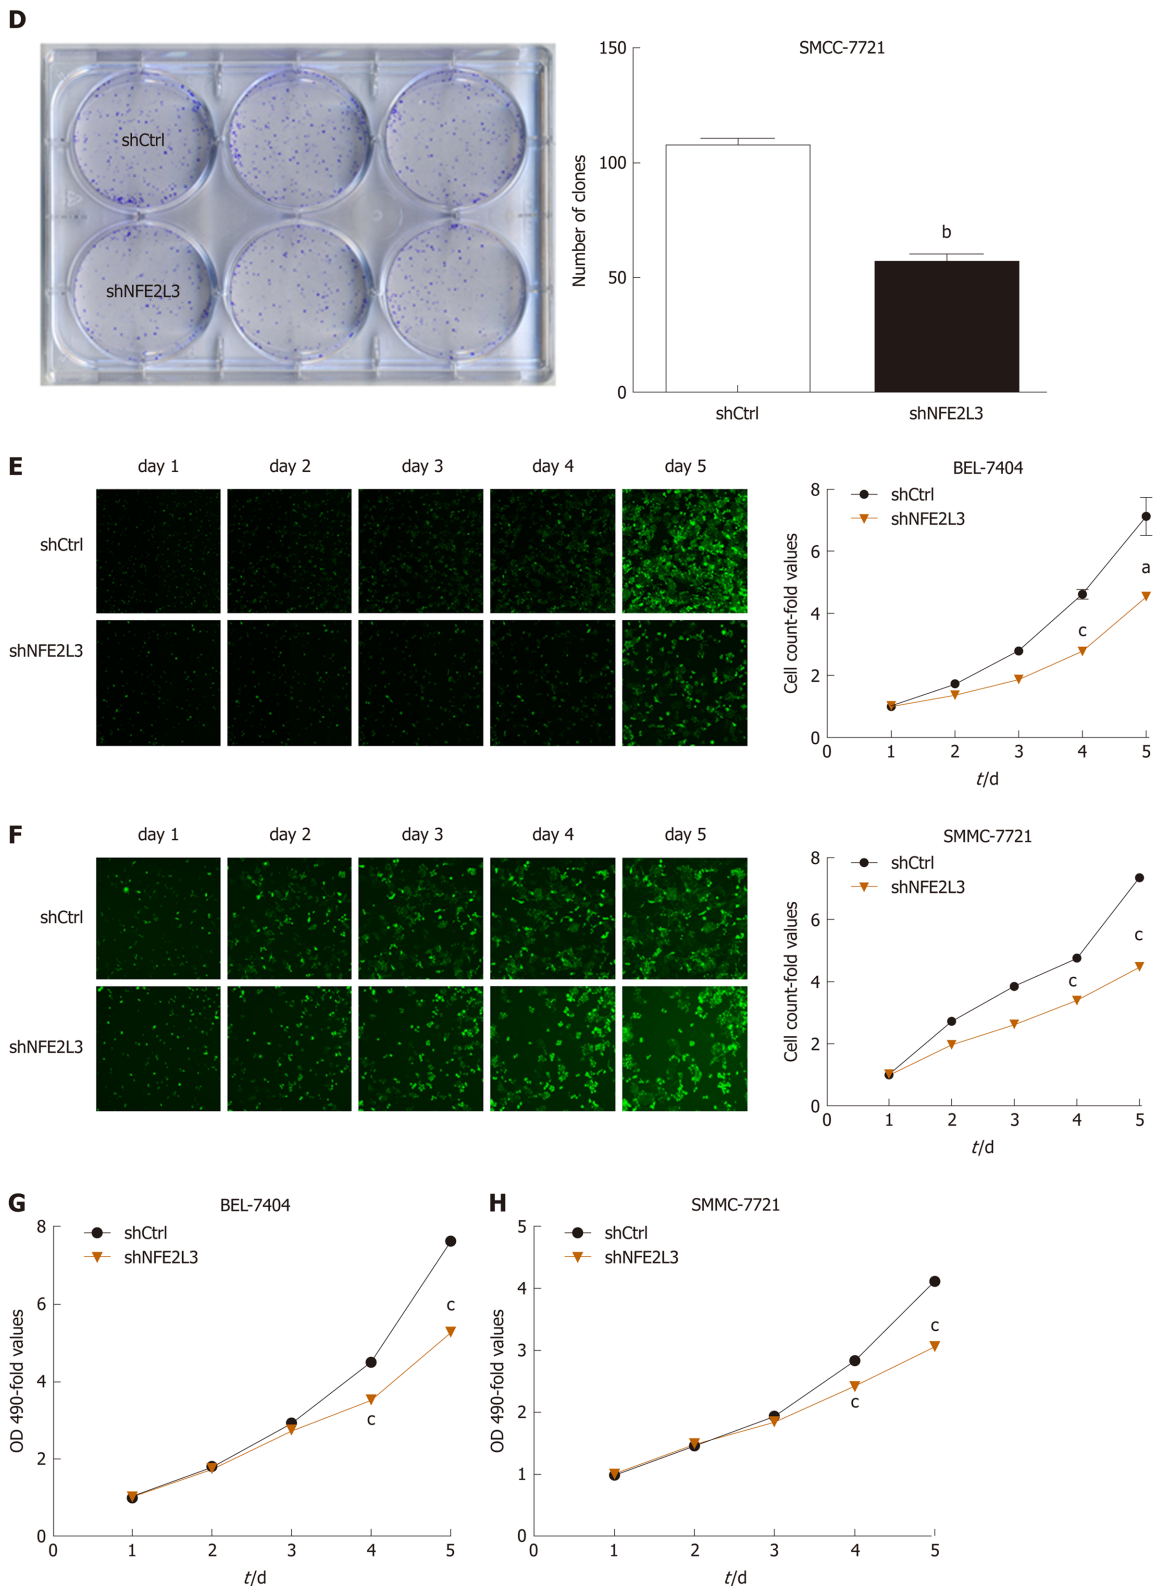 D
SMCC-7721
150
100
50
0
Number of clones
shCtrl
shNFE2L3
b
shCtrl
shNFE2L3
E
day 1 day 2 day 3 day 4 day 5
shCtrl
shNFE2L3
BEL-7404
shCtrl
shNFE2L3
8
6
4
2
0
Cell count-fold values
a
c
0 1 2 3 4 5
t/d
F
day 1 day 2 day 3 day 4 day 5
shCtrl
shNFE2L3
SMMC-7721
shCtrl
shNFE2L3
8
6
4
2
0
Cell count-fold values
c
c
0 1 2 3 4 5
t/d
G
BEL-7404
shCtrl
shNFE2L3
8
6
4
2
0
OD 490-fold values
c
c
0 1 2 3 4 5
t/d
H
SMMC-7721
shCtrl
shNFE2L3
5
4
3
2
1
0
OD 490-fold values
c
c
0 1 2 3 4 5
t/d